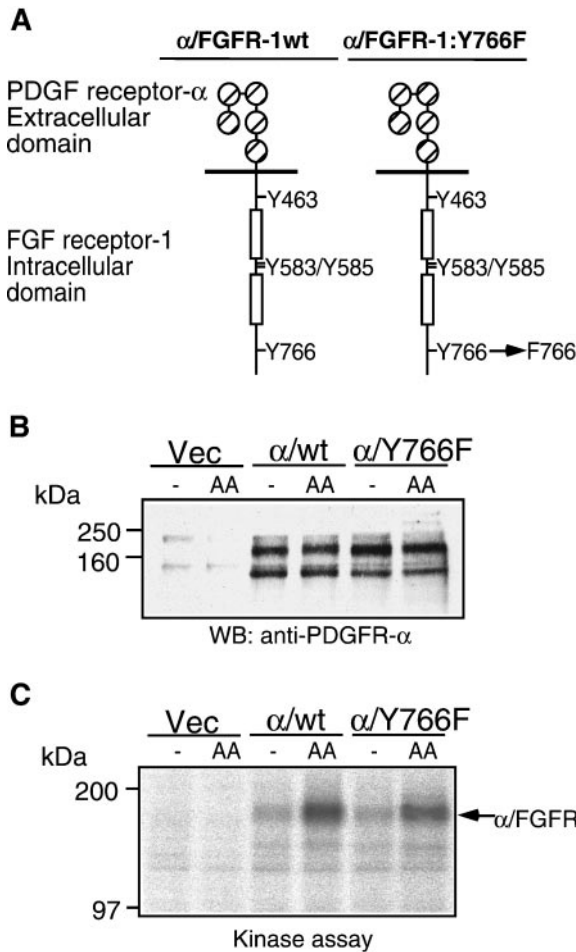 A
α/FGFR-1wt α/FGFR-1:Y766F
PDGF receptor-α
Extracellular
domain
Y463 Y463
FGF receptor-1
Intracellular
domain
Y583/Y585 Y583/Y585
Y766 Y766 F766
B
Vec α/wt α/Y766F
kDa - AA - AA - AA
250
160
WB: anti-PDGFR-α
C
Vec α/wt α/Y766F
kDa - AA - AA - AA
200
α/FGFR
97
Kinase assay